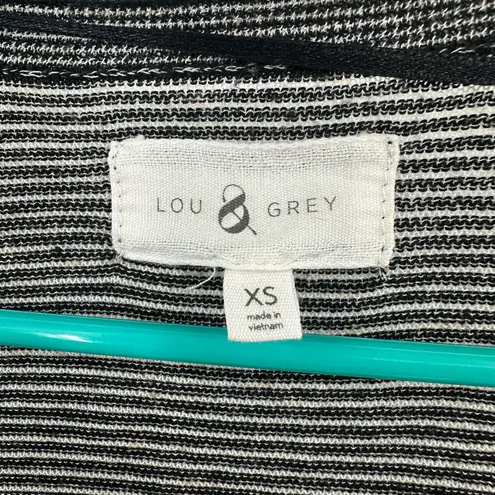 LOU & GREY
XS
made in
vietnam